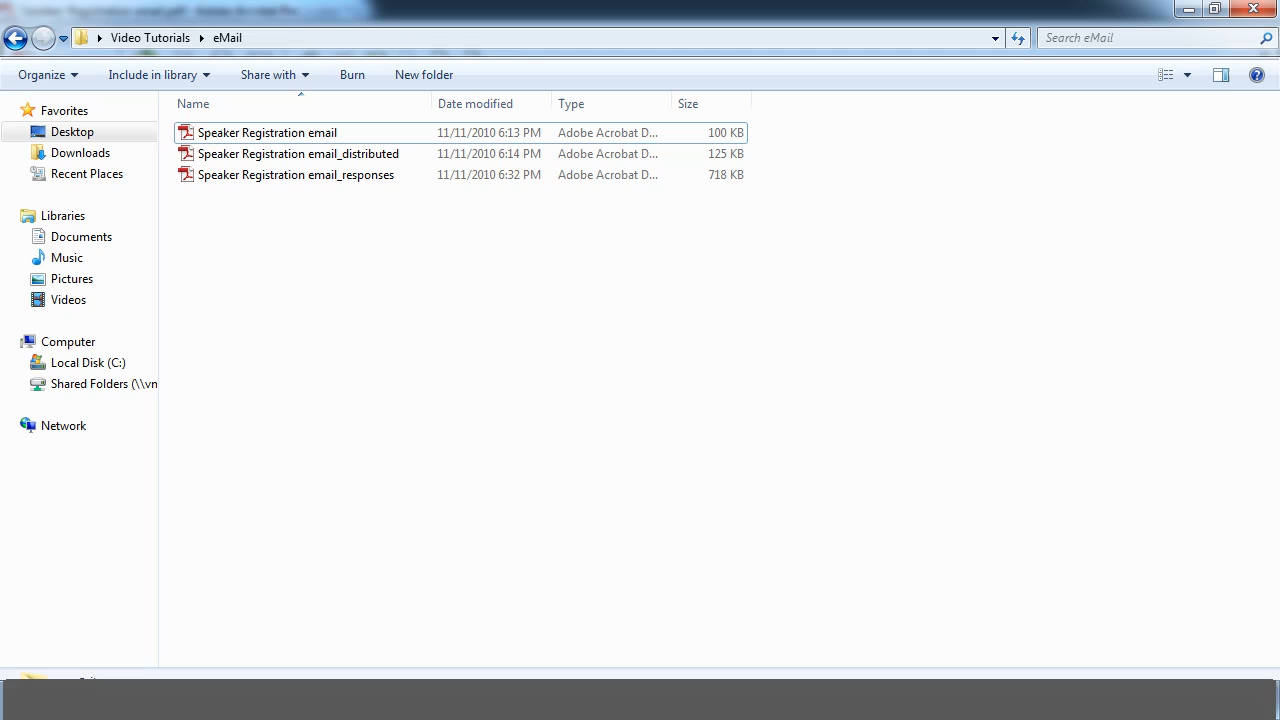 Video Tutorials eMail Search eMail
Organize Include in library Share with Burn New folder
Name Date modified Type Size
Favorites
Desktop
Downloads
Recent Places
Libraries
Documents
Music
Pictures
Videos
Computer
Local Disk (C:)
Shared Folders (\\vn
Network
Speaker Registration email 11/11/2010 6:13 PM Adobe Acrobat D... 100 KB
Speaker Registration email_distributed 11/11/2010 6:14 PM Adobe Acrobat D... 125 KB
Speaker Registration email_responses 11/11/2010 6:32 PM Adobe Acrobat D... 718 KB